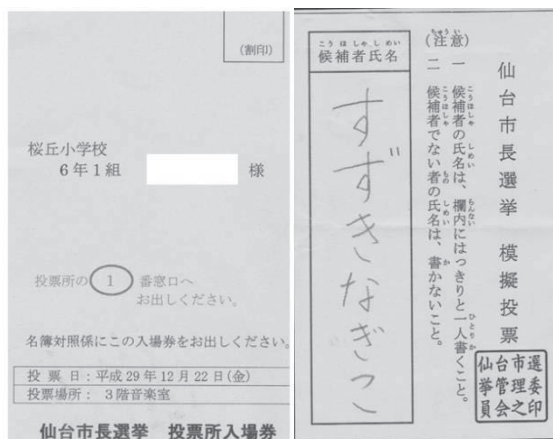 (割印)
桜丘小学校
6年1組
様
投票所の 1 番窓口へ
お出しください。
名簿対照係にこの入場券をお出しください。
投票日:平成29年12月22日(金)
投票場所:3階音楽室
仙台市長選挙 投票所入場券
仙台市長選挙 模擬投票
(注意)
一 候補者の氏名は、欄内にはっきりと一人書くこと。
二 候補者でない者の氏名は、書かないこと。
候補者氏名
こうほしゃしめい
すずきなぎこ
選挙管理委員会之印
仙台市